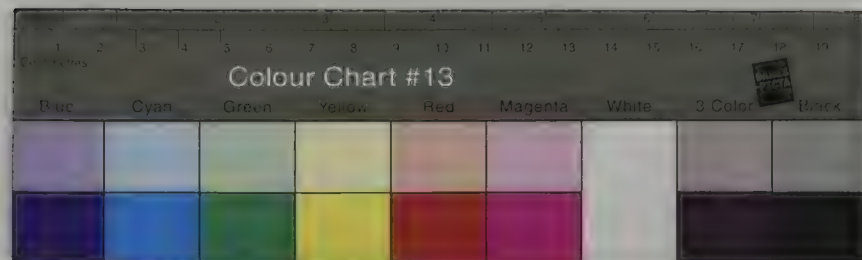 1 2 3 4 5 6 7 8 9 10 11 12 13 14 15 16 17 18 19
Centimetres
Colour Chart #13
Blue Cyan Green Yellow Red Magenta White 3 Color Black